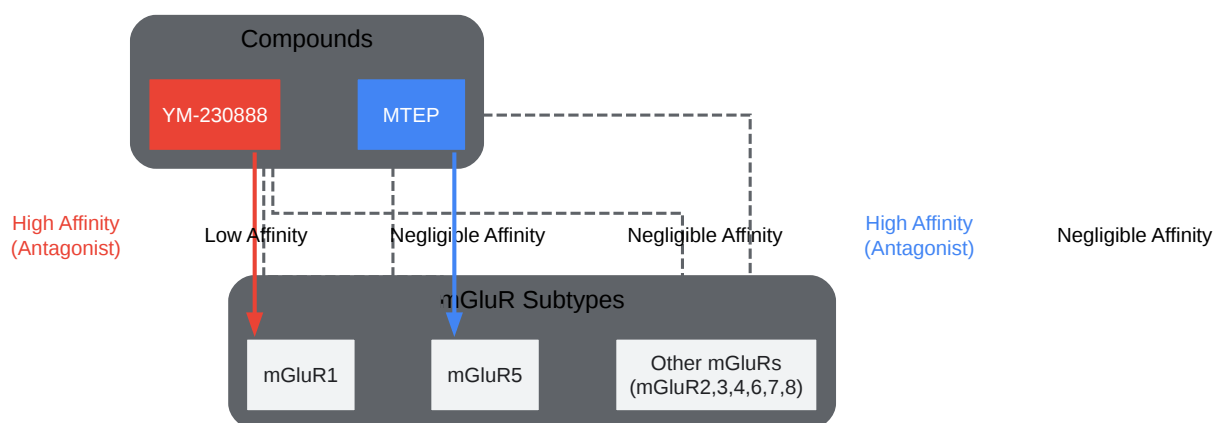 Compounds
YM-230888
MTEP
High Affinity
(Antagonist)
Low Affinity
Negligible Affinity
Negligible Affinity
High Affinity
(Antagonist)
Negligible Affinity
mGluR Subtypes
mGluR1
mGluR5
Other mGluRs
(mGluR2,3,4,6,7,8)